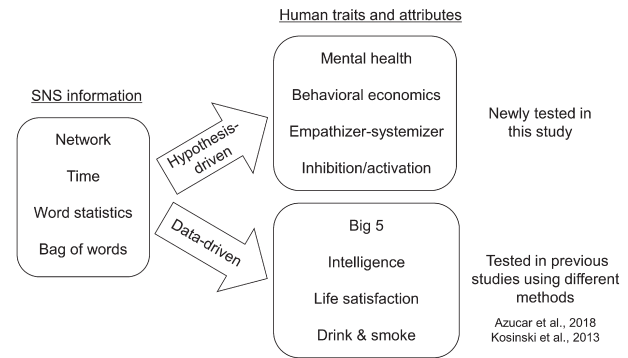 Human traits and attributes
SNS information
Network
Time
Word statistics
Bag of words
Hypothesis-
driven
Data-driven
Mental health
Behavioral economics
Empathizer-systemizer
Inhibition/activation
Newly tested in
this study
Big 5
Intelligence
Life satisfaction
Drink & smoke
Tested in previous
studies using different
methods
Azucar et al., 2018
Kosinski et al., 2013